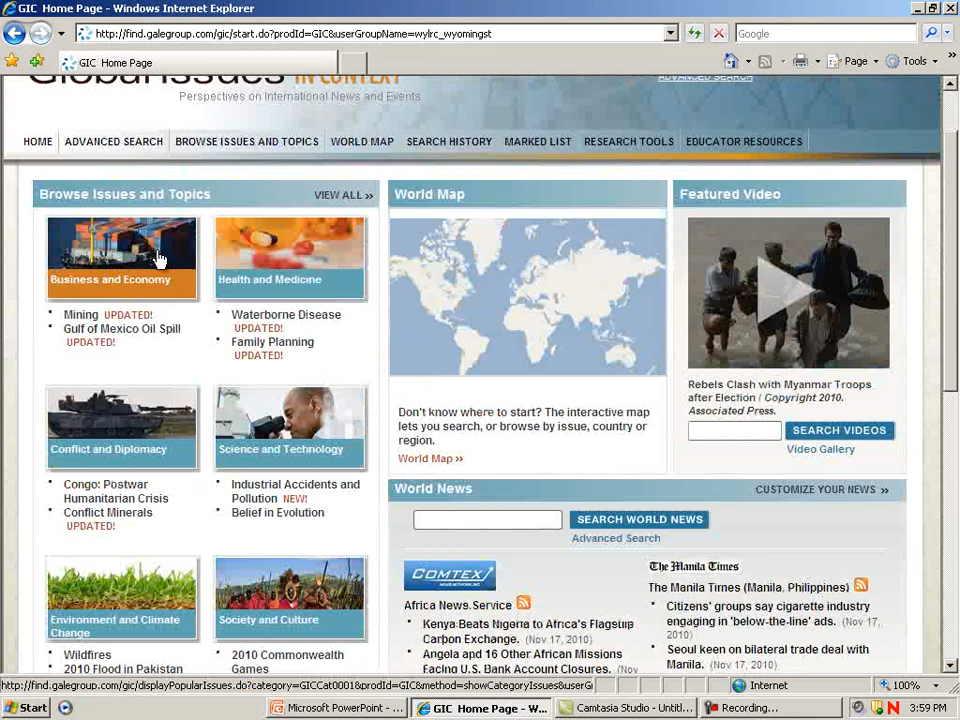 GIC Home Page - Windows Internet Explorer
http://find.galegroup.com/gic/start.do?prodId=GIC&userGroupName=wylrc_wyomingst
Google
GIC Home Page
Page
Tools
Global Issues IN CONTEXT
ADVANCED SEARCH
Perspectives on International News and Events
HOME
ADVANCED SEARCH
BROWSE ISSUES AND TOPICS
WORLD MAP
SEARCH HISTORY
MARKED LIST
RESEARCH TOOLS
EDUCATOR RESOURCES
Browse Issues and Topics
VIEW ALL »
Business and Economy
• Mining UPDATED!
• Gulf of Mexico Oil Spill
UPDATED!
Health and Medicine
• Waterborne Disease
UPDATED!
• Family Planning
UPDATED!
Conflict and Diplomacy
• Congo: Postwar
Humanitarian Crisis
• Conflict Minerals
UPDATED!
Science and Technology
• Industrial Accidents and
Pollution NEW!
• Belief in Evolution
Environment and Climate
Change
• Wildfires
• 2010 Flood in Pakistan
Society and Culture
• 2010 Commonwealth
Games
World Map
Don't know where to start? The interactive map
lets you search, or browse by issue, country or
region.
World Map »
Featured Video
Rebels Clash with Myanmar Troops
after Election / Copyright 2010.
Associated Press.
SEARCH VIDEOS
Video Gallery
World News
CUSTOMIZE YOUR NEWS »
SEARCH WORLD NEWS
Advanced Search
COMTEX
NEWS NETWORK, INC
Africa News Service
• Kenya Beats Nigeria to Africa's Flagship
Carbon Exchange. (Nov 17, 2010)
• Angola and 16 Other African Missions
Facing U.S. Bank Account Closures. (Nov
The Manila Times
The Manila Times (Manila, Philippines)
• Citizens' groups say cigarette industry
engaging in 'below-the-line' ads. (Nov 17,
2010)
• Seoul keen on bilateral trade deal with
Manila. (Nov 17, 2010)
http://find.galegroup.com/gic/displayPopularIssues.do?category=GICCat0001&prodId=GIC&method=showCategoryIssues&userG
Internet
100%
Start
Microsoft PowerPoint - ...
GIC Home Page - W...
Camtasia Studio - Untitl...
Recording...
3:59 PM